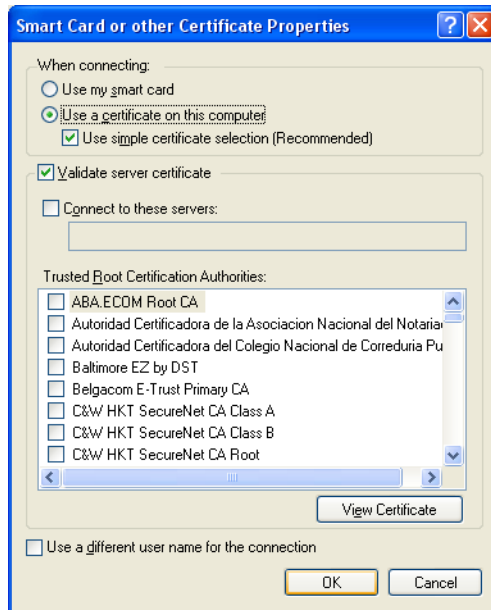 Smart Card or other Certificate Properties
When connecting:
Use my smart card
Use a certificate on this computer
Use simple certificate selection (Recommended)
Validate server certificate
Connect to these servers:
Trusted Root Certification Authorities:
ABA.ECOM Root CA
Autoridad Certificadora de la Asociacion Nacional del Notaria
Autoridad Certificadora del Colegio Nacional de Correduria Pu
Baltimore EZ by DST
Belgacom E-Trust Primary CA
C&W HKT SecureNet CA Class A
C&W HKT SecureNet CA Class B
C&W HKT SecureNet CA Root
View Certificate
Use a different user name for the connection
OK Cancel